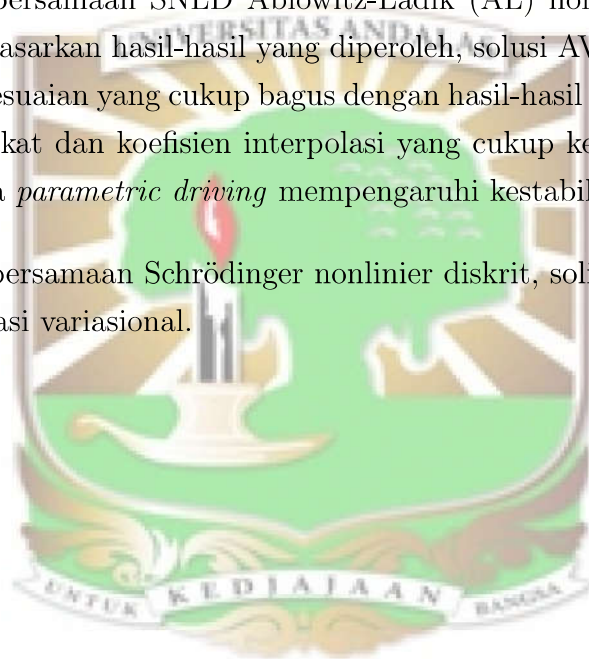 persamaan SNLD Ablowitz-Ladik (AL)
UNIVERSITAS ANDALAS
asarkan hasil-hasil yang diperoleh, solusi AV
esuaian yang cukup bagus dengan hasil-hasil
kat dan koefisien interpolasi yang cukup ke
a parametric driving mempengaruhi kestabil
persamaan Schrödinger nonlinier diskrit, soli
asi variasional.
UNTUK KEDJAJAAN BANGSA